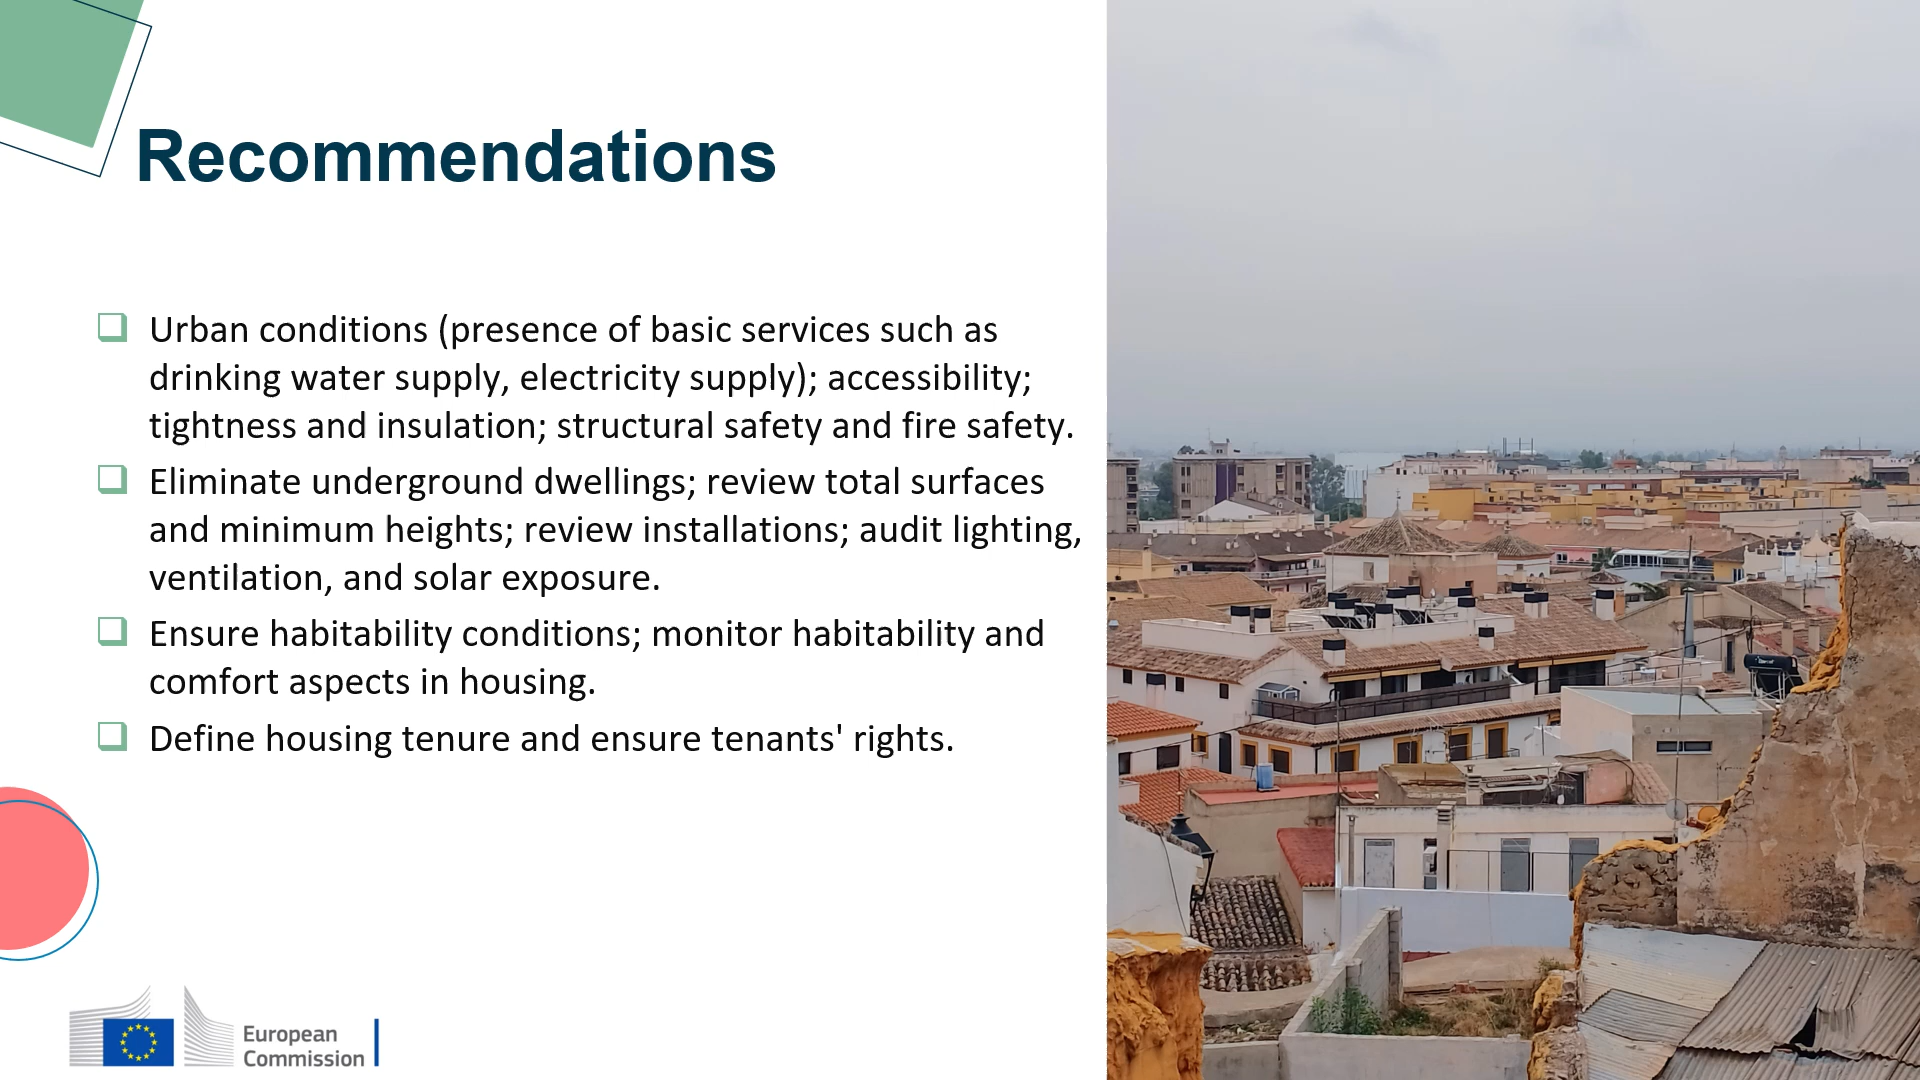 Recommendations
Urban conditions (presence of basic services such as
drinking water supply, electricity supply); accessibility;
tightness and insulation; structural safety and fire safety.
Eliminate underground dwellings; review total surfaces
and minimum heights; review installations; audit lighting,
ventilation, and solar exposure.
Ensure habitability conditions; monitor habitability and
comfort aspects in housing.
Define housing tenure and ensure tenants' rights.
European
Commission